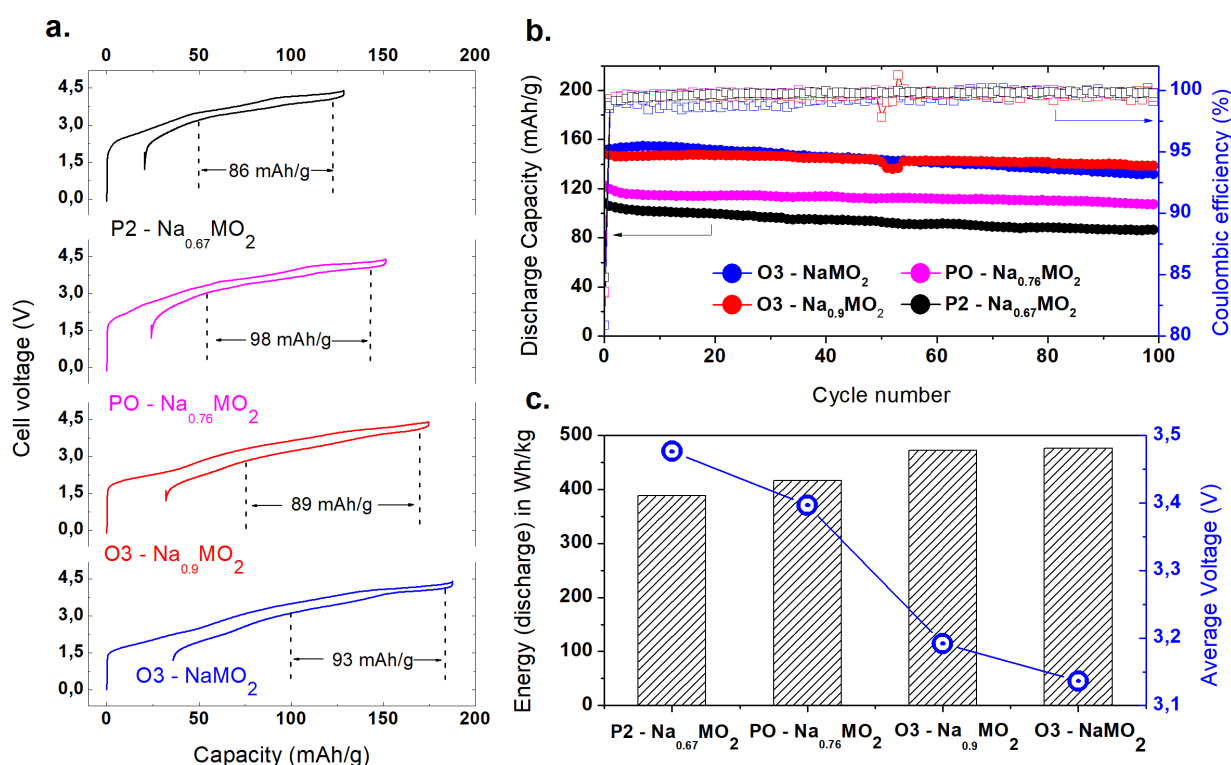 a.
0 50 100 150 200
4,5
3,0
1,5
0,0
86 mAh/g
P2 - Na0.67MO2
4,5
3,0
1,5
0,0
98 mAh/g
PO - Na0.76MO2
4,5
3,0
1,5
0,0
89 mAh/g
O3 - Na0.9MO2
4,5
3,0
1,5
0,0
93 mAh/g
O3 - NaMO2
0 50 100 150 200
Capacity (mAh/g)
Cell voltage (V)
b.
Discharge Capacity (mAh/g)
200
160
120
80
40
0
O3 - NaMO2
PO - Na0.76MO2
O3 - Na0.9MO2
P2 - Na0.67MO2
100
95
90
85
80
Coulombic efficiency (%)
0 20 40 60 80 100
Cycle number
c.
Energy (discharge) in Wh/kg
500
400
300
200
100
0
3,5
3,4
3,3
3,2
3,1
Average Voltage (V)
P2 - Na0.67MO2 PO - Na0.76MO2 O3 - Na0.9MO2 O3 - NaMO2